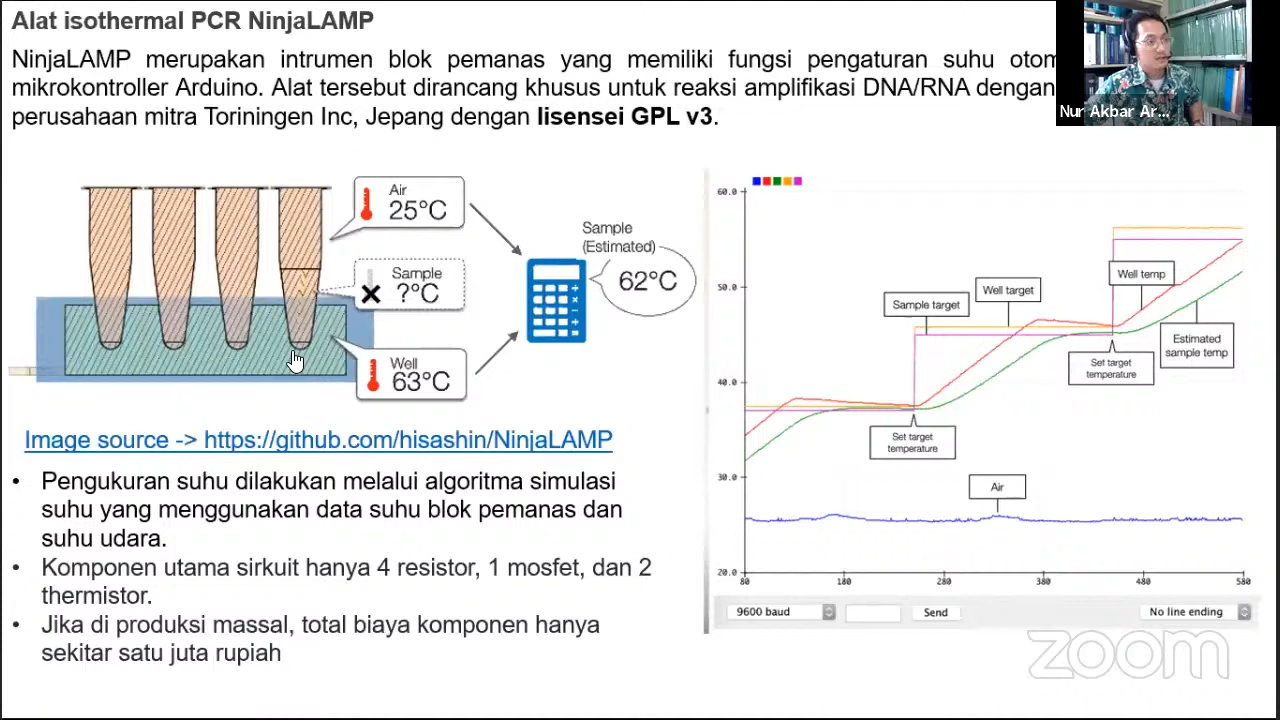 Alat isothermal PCR NinjaLAMP
NinjaLAMP merupakan intrumen blok pemanas yang memiliki fungsi pengaturan suhu otom
mikrokontroller Arduino. Alat tersebut dirancang khusus untuk reaksi amplifikasi DNA/RNA dengan
perusahaan mitra Toriningen Inc, Jepang dengan lisensei GPL v3.
Nur Akbar Ar...
Air
25°C
Sample
?°C
Well
63°C
Sample
(Estimated)
62°C
Image source -> https://github.com/hisashin/NinjaLAMP
• Pengukuran suhu dilakukan melalui algoritma simulasi
suhu yang menggunakan data suhu blok pemanas dan
suhu udara.
• Komponen utama sirkuit hanya 4 resistor, 1 mosfet, dan 2
thermistor.
• Jika di produksi massal, total biaya komponen hanya
sekitar satu juta rupiah
60.0
50.0
40.0
30.0
20.0
80 180 280 380 480 580
Sample target
Well target
Well temp
Estimated
sample temp
Set target
temperature
Set target
temperature
Air
9600 baud
Send
No line ending
zoom